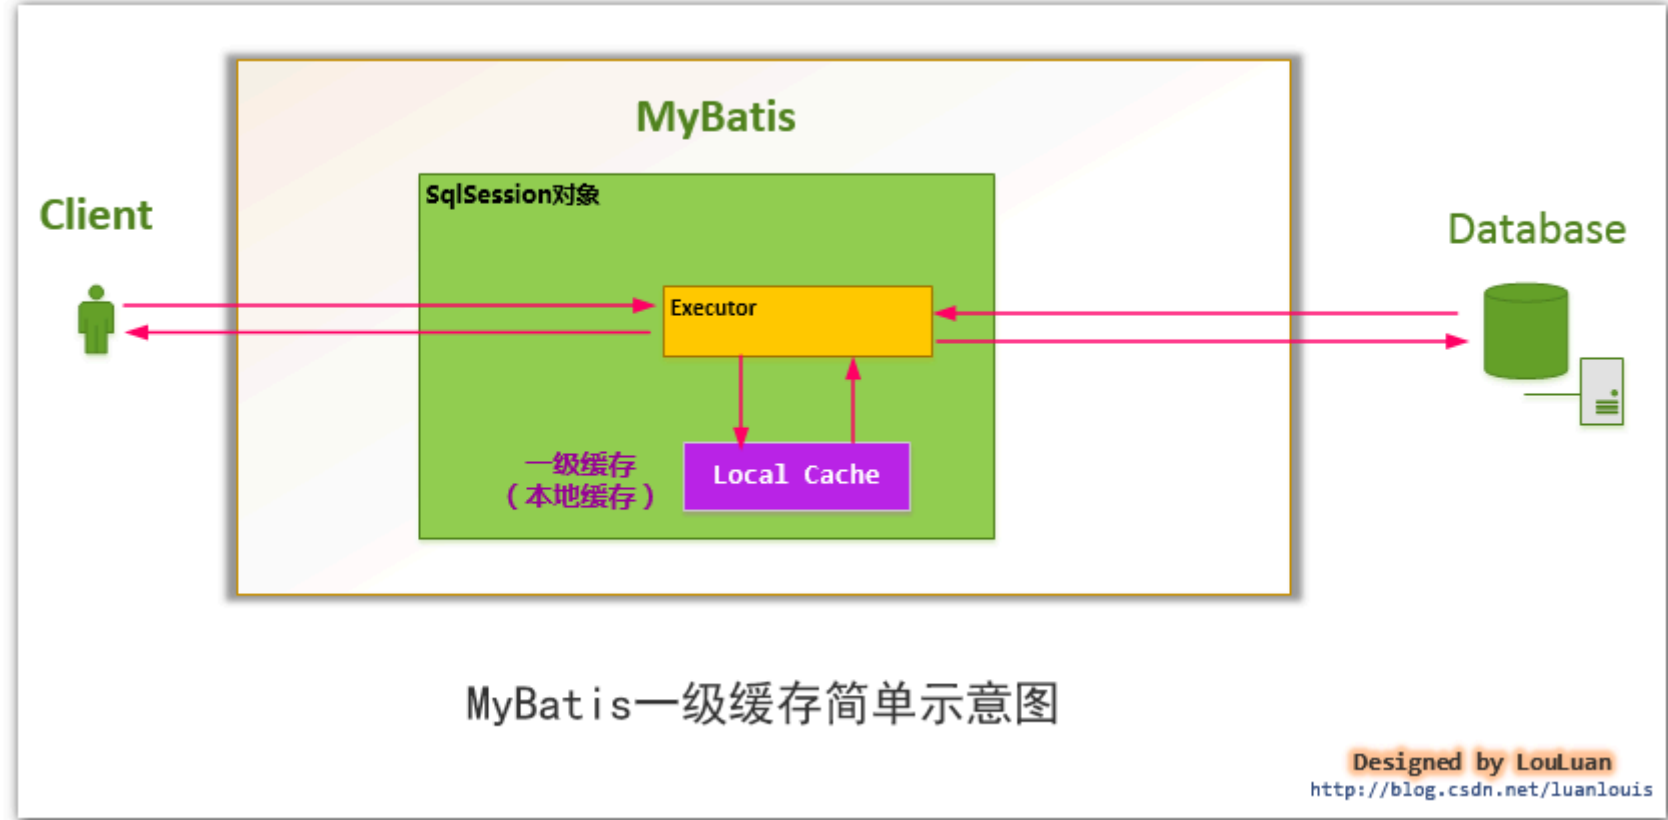 MyBatis
SqlSession对象
Client
Database
Executor
一级缓存
（本地缓存）
Local Cache
MyBatis一级缓存简单示意图
Designed by LouLuan
http://blog.csdn.net/luanlouis